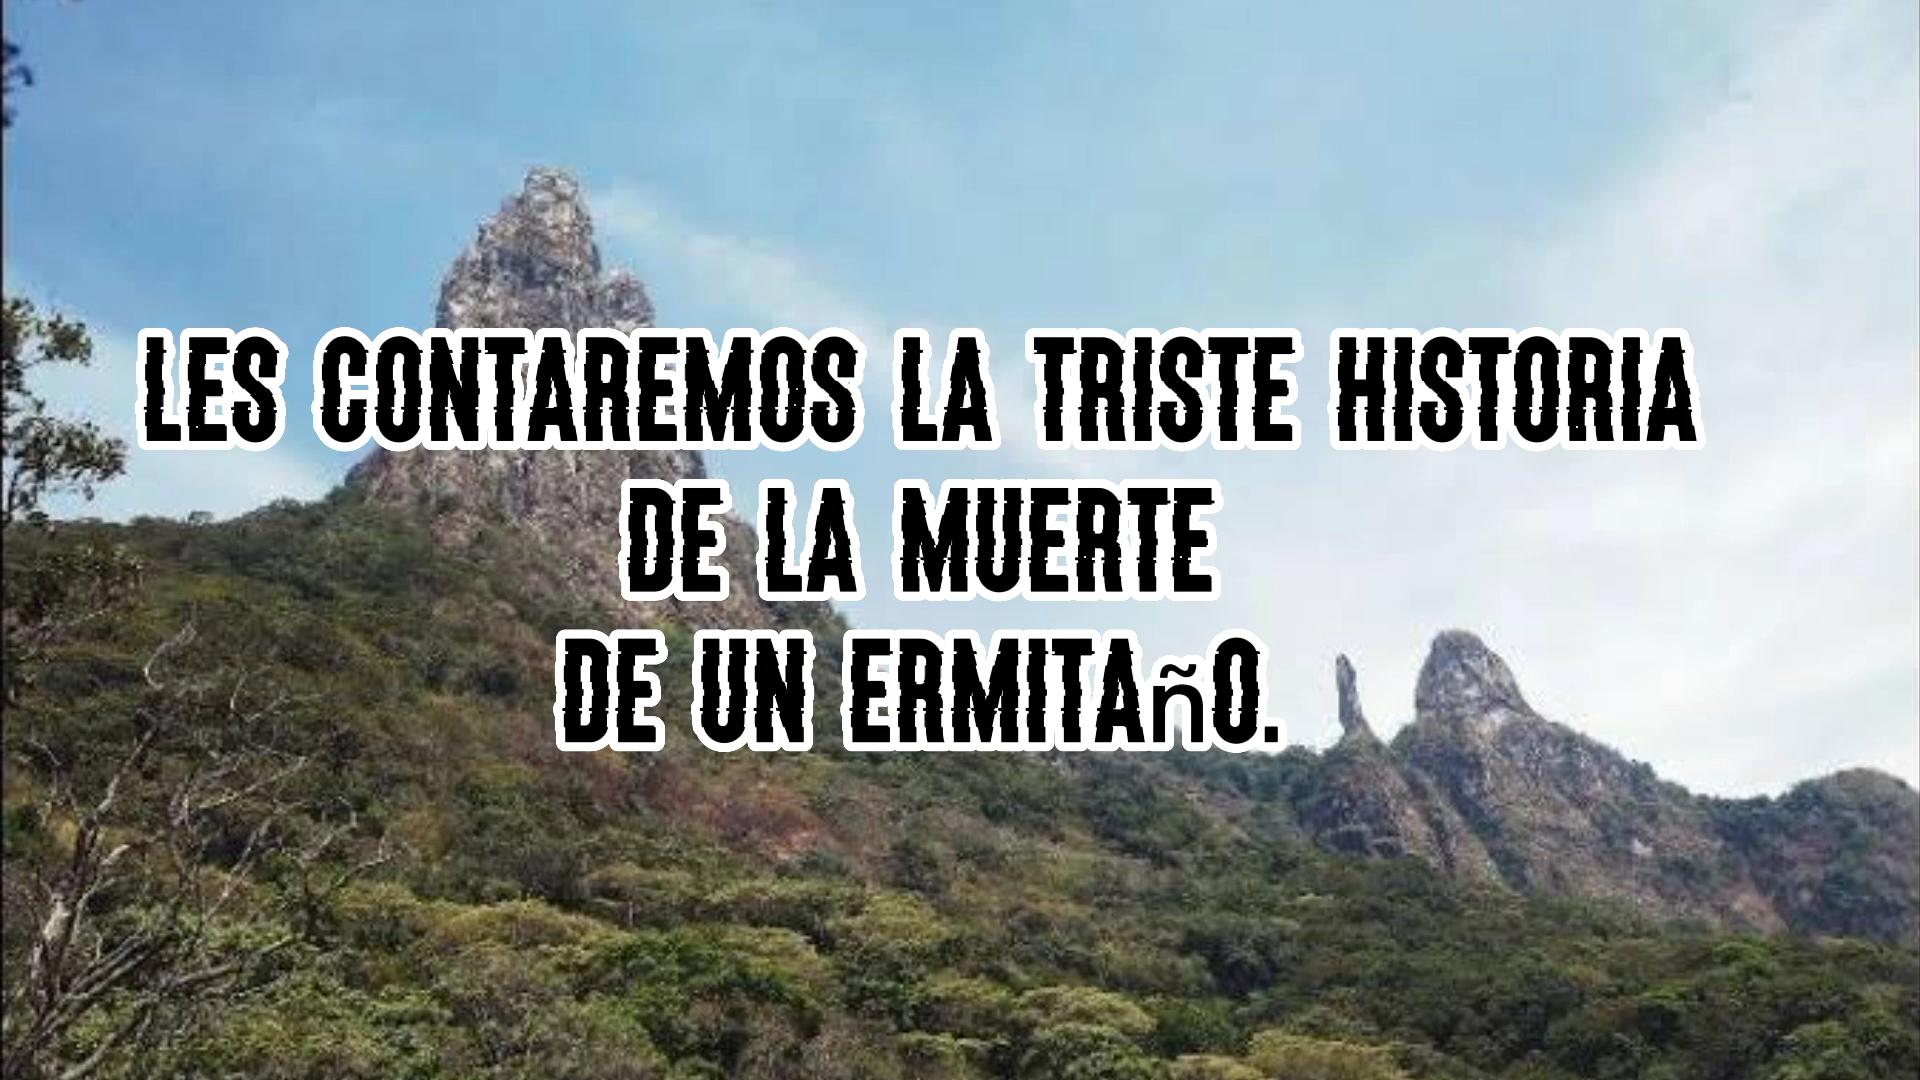 LES CONTAREMOS LA TRISTE HISTORIA
DE LA MUERTE
DE UN ERMITAñO.